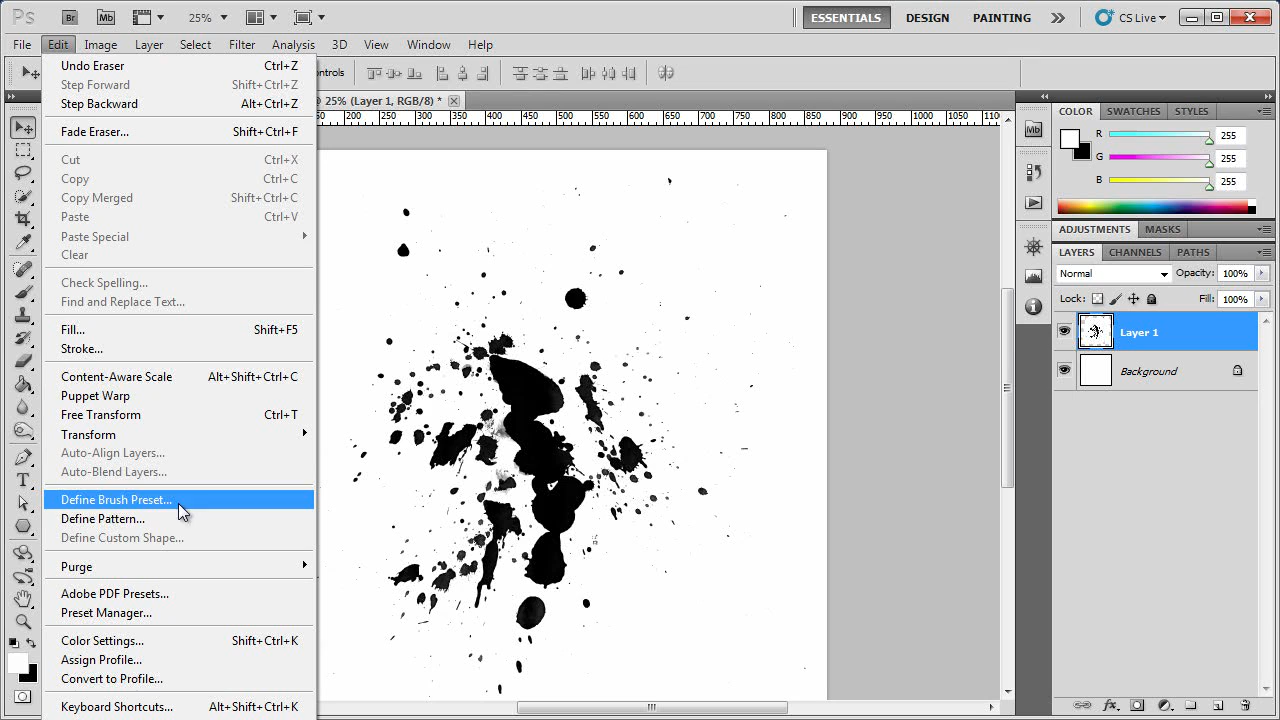 Ps Br Mb 25% ESSENTIALS DESIGN PAINTING CS Live
File Edit Image Layer Select Filter Analysis 3D View Window Help
Undo Eraser Ctrl+Z
Step Forward Shift+Ctrl+Z
Step Backward Alt+Ctrl+Z
Fade Eraser... Shift+Ctrl+F
Cut Ctrl+X
Copy Ctrl+C
Copy Merged Shift+Ctrl+C
Paste Ctrl+V
Paste Special
Clear
Check Spelling...
Find and Replace Text...
Fill... Shift+F5
Stroke...
Content-Aware Scale Alt+Shift+Ctrl+C
Puppet Warp
Free Transform Ctrl+T
Transform
Auto-Align Layers...
Auto-Blend Layers...
Define Brush Preset...
Define Pattern...
Define Custom Shape...
Purge
Adobe PDF Presets...
Preset Manager...
Color Settings... Shift+Ctrl+K
Assign Profile...
Convert to Profile...
Keyboard Shortcuts... Alt+Shift+Ctrl+K
25% (Layer 1, RGB/8) *
200 250 300 350 400 450 500 550 600 650 700 750 800 850 900 950 1000 1050
Mb
COLOR SWATCHES STYLES
R 255
G 255
B 255
ADJUSTMENTS MASKS
LAYERS CHANNELS PATHS
Normal Opacity: 100%
Lock: Fill: 100%
Layer 1
Background